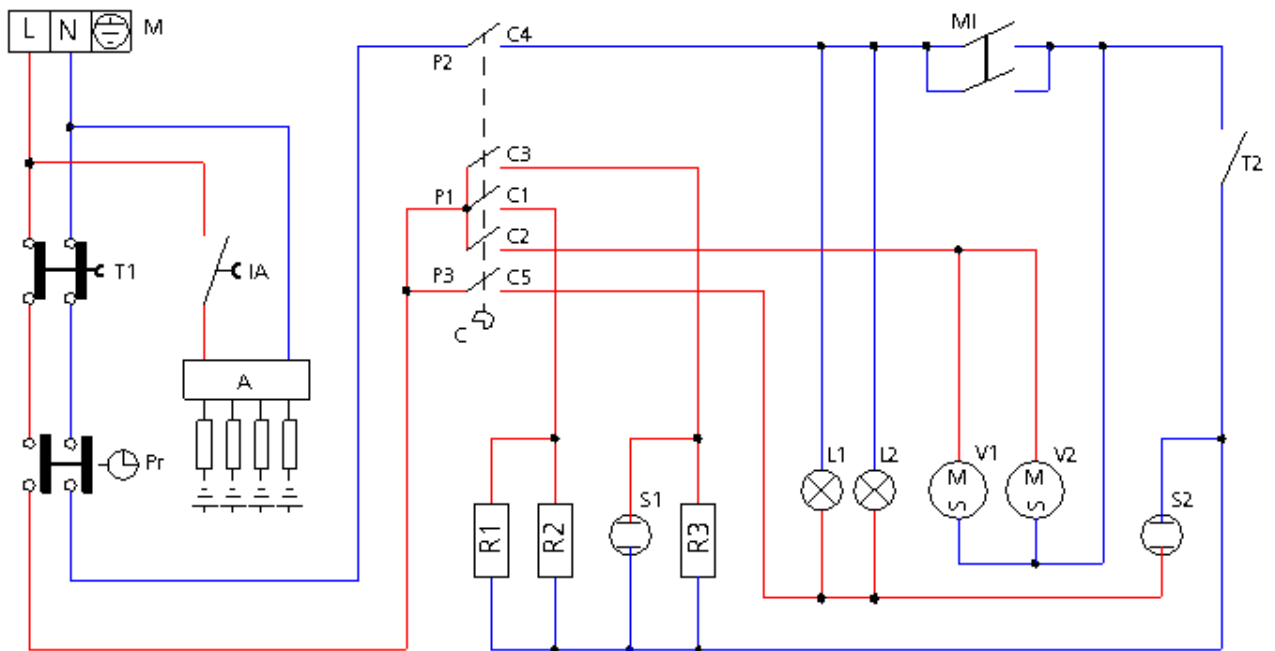 L N M
MI
C4
P2
C3
T2
P1 C1
C2
T1 IA
P3 C5
C
A
Pr
L1 L2 V1 V2
M M
S S
S1 S2
R1 R2 R3